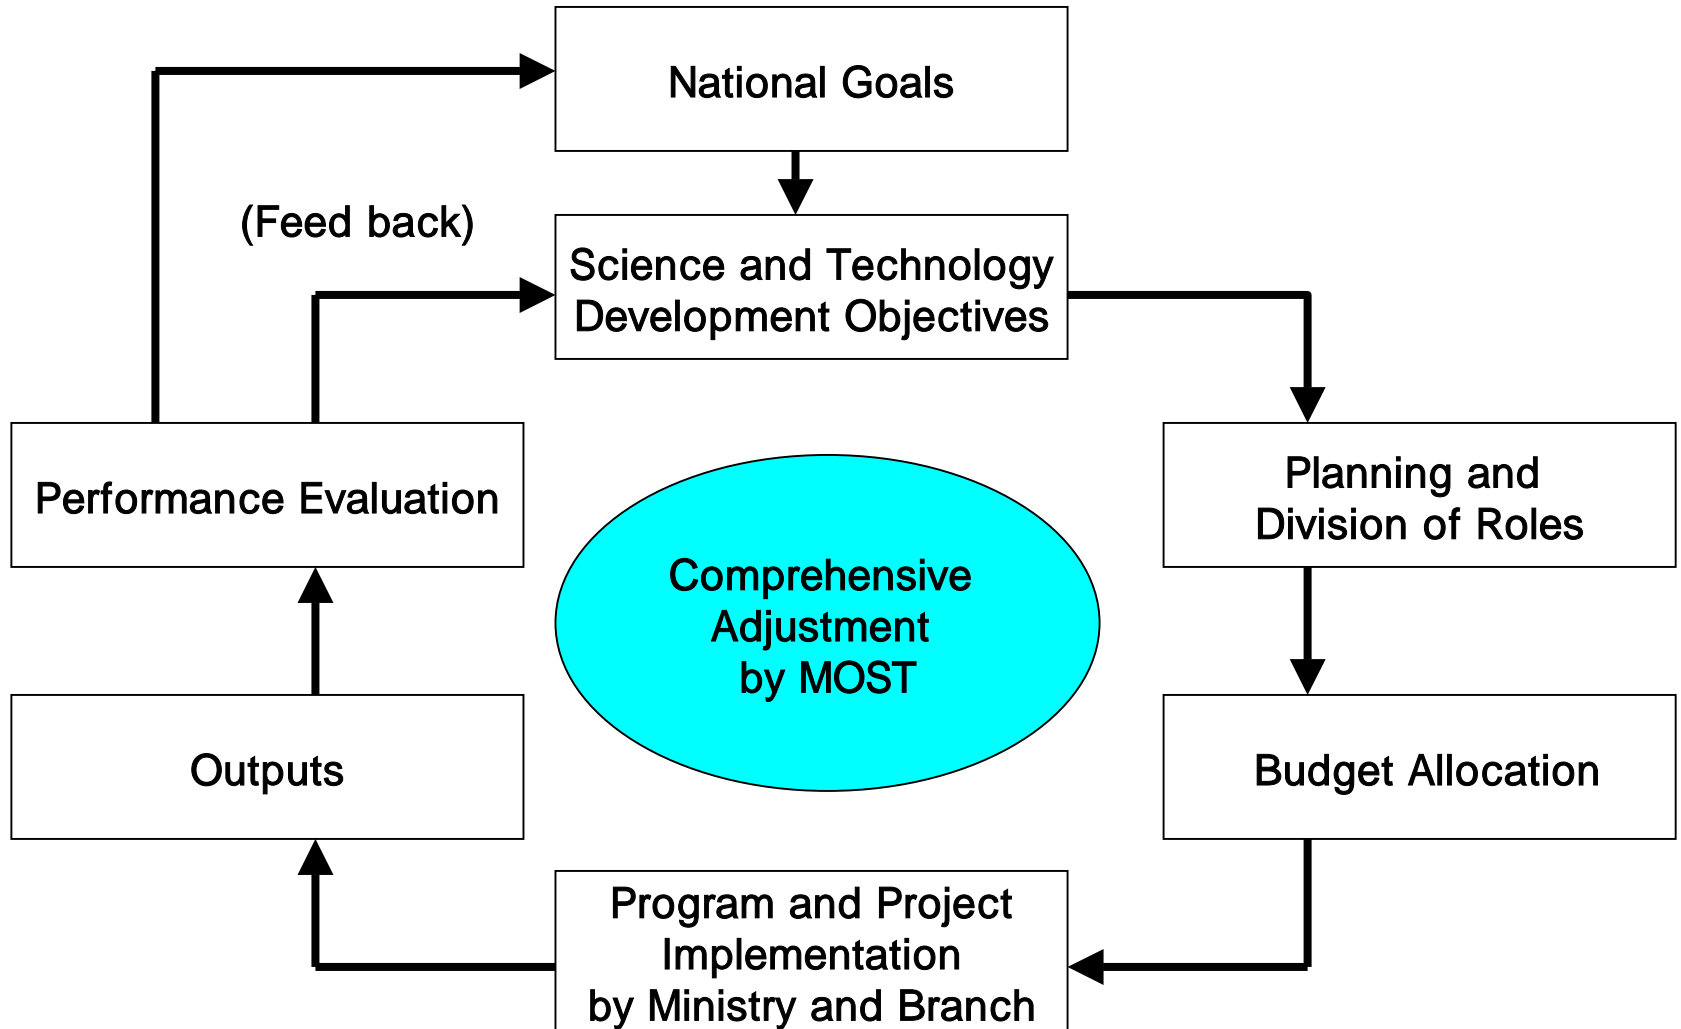 National Goals
(Feed back)
Science and Technology
Development Objectives
Performance Evaluation
Planning and
Division of Roles
Comprehensive
Adjustment
by MOST
Outputs
Budget Allocation
Program and Project
Implementation
by Ministry and Branch